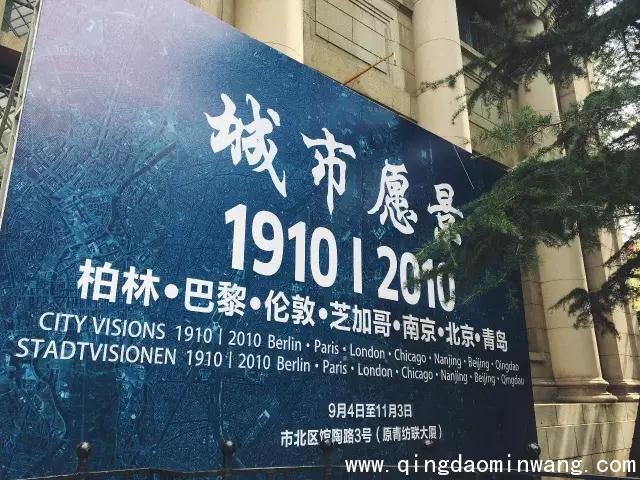 城市愿景
1910 | 2010
柏林·巴黎·伦敦·芝加哥·南京·北京·青岛
CITY VISIONS 1910 | 2010 Berlin · Paris · London · Chicago · Nanjing · Beijing · Qingdao
STADTVISIONEN 1910 | 2010 Berlin · Paris · London · Chicago · Nanjing · Beijing · Qingdao
9月4日至11月3日
市北区馆陶路3号（原青纺联大厦）
www.qingdaominwang.com